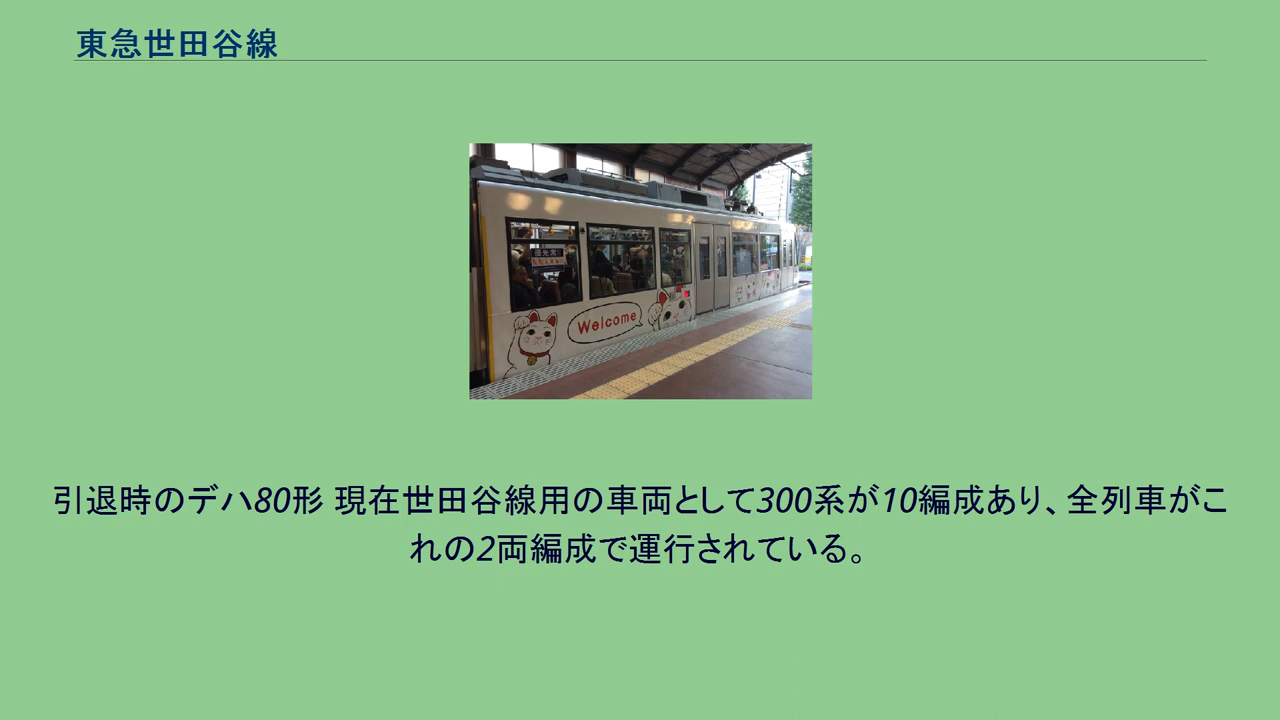 東急世田谷線
Welcome
引退時のデハ80形 現在世田谷線用の車両として300系が10編成あり、全列車がこ
れの2両編成で運行されている。